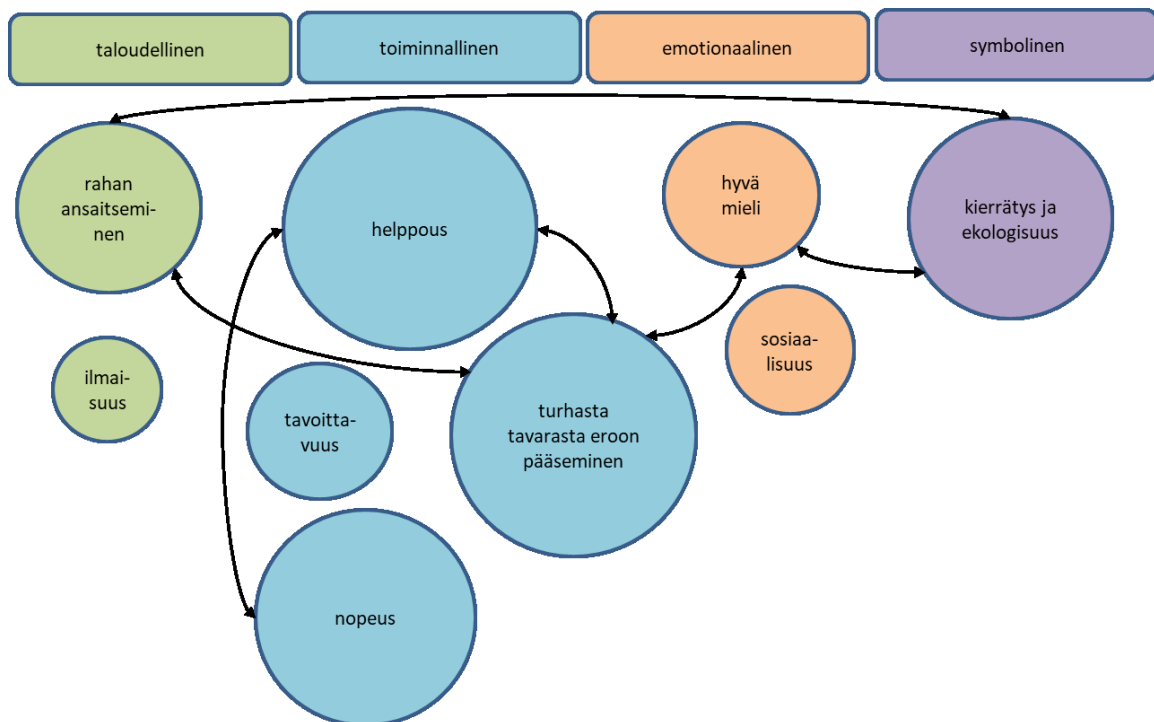 taloudellinen
toiminnallinen
emotionaalinen
symbolinen
rahan
ansaitsemi-
nen
helppous
hyvä
mieli
kierrätys ja
ekologisuus
ilmai-
suus
tavoitta-
vuus
turhasta
tavarasta eroon
pääseminen
sosiaa-
lisuus
nopeus